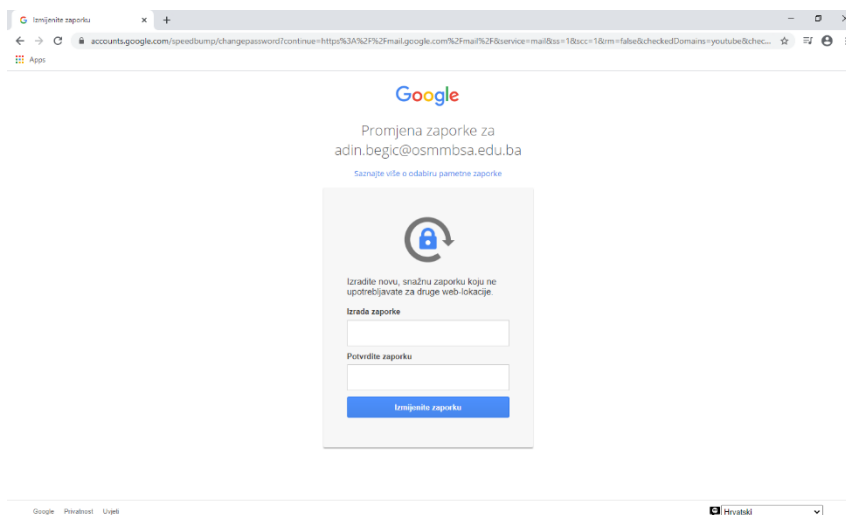 Izmijenite zaporku
accounts.google.com/speedbump/changepassword?continue=https%3A%2F%2Fmail.google.com%2Fmail%2F&service=mail&ss=1&scc=1&rm=false&checkedDomains=youtube&chec...
Apps
Google
Promjena zaporke za
adin.begic@osmmbsa.edu.ba
Saznajte više o odabiru pametne zaporke
Izradite novu, snažnu zaporku koju ne
upotrebljavate za druge web-lokacije.
Izrada zaporke
Potvrdite zaporku
Izmijenite zaporku
Google Privatnost Uvjeti
Hrvatski